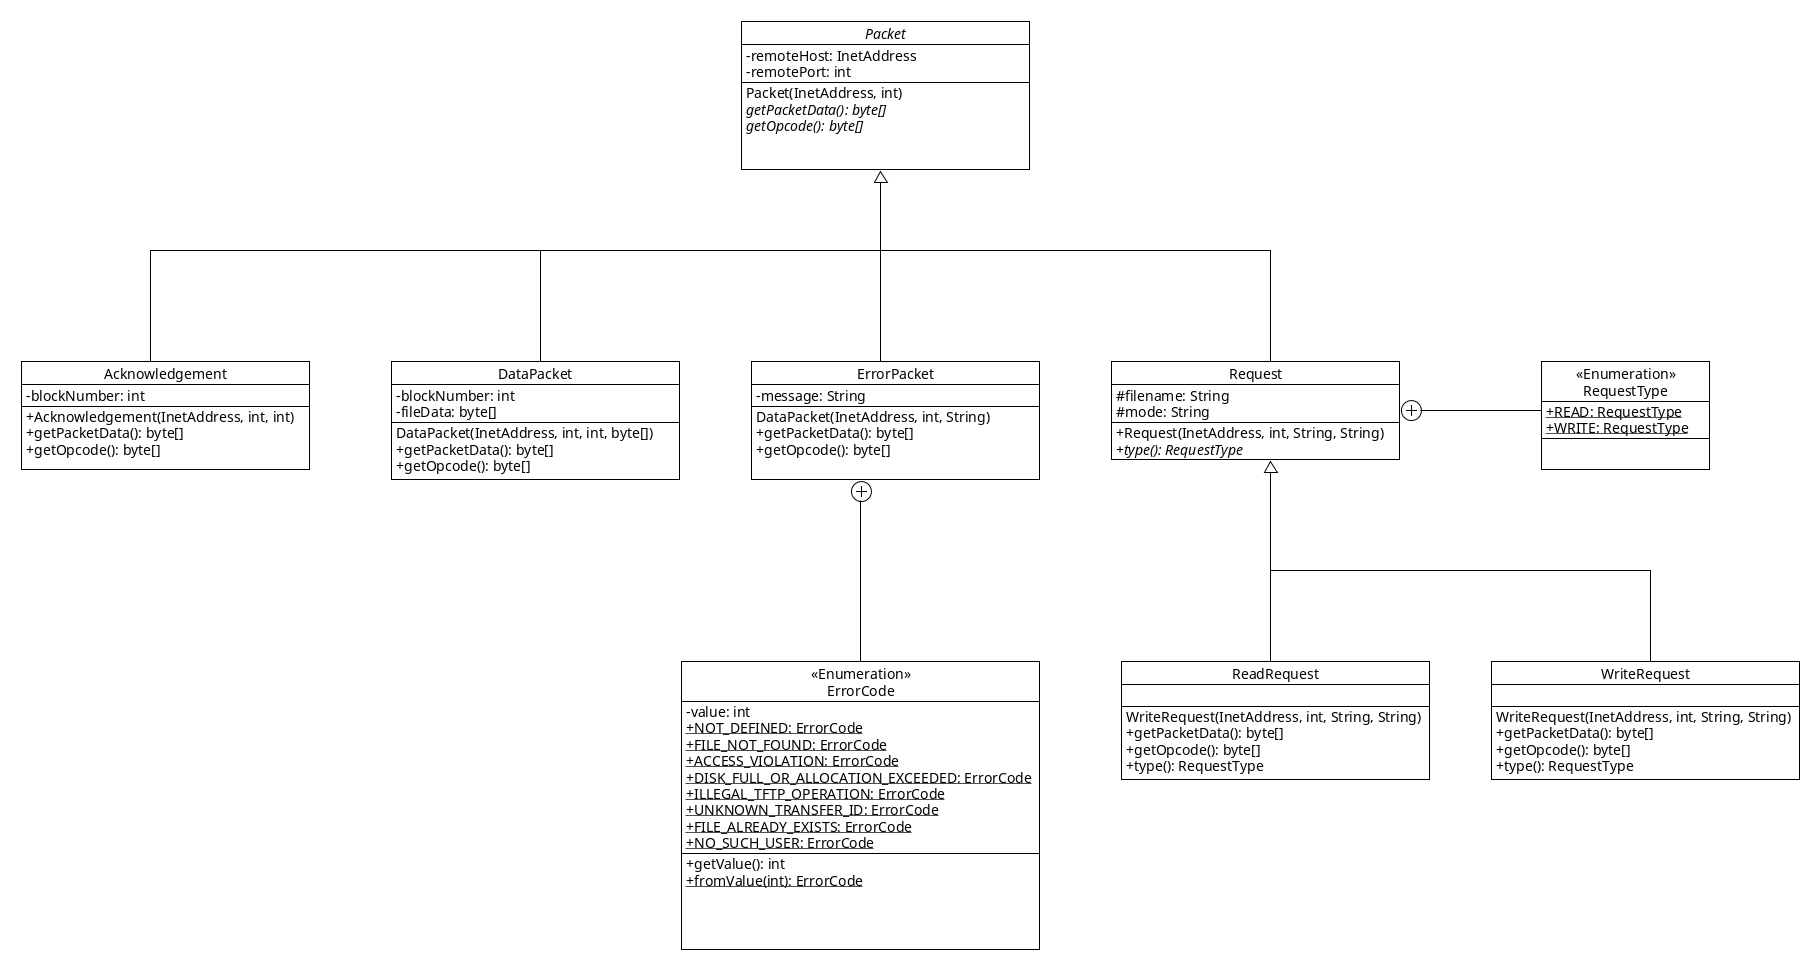 Packet
-remoteHost: InetAddress
-remotePort: int
Packet(InetAddress, int)
getPacketData(): byte[]
getOpcode(): byte[]
Acknowledgement
-blockNumber: int
+Acknowledgement(InetAddress, int, int)
+getPacketData(): byte[]
+getOpcode(): byte[]
DataPacket
-blockNumber: int
-fileData: byte[]
DataPacket(InetAddress, int, int, byte[])
+getPacketData(): byte[]
+getOpcode(): byte[]
ErrorPacket
-message: String
DataPacket(InetAddress, int, String)
+getPacketData(): byte[]
+getOpcode(): byte[]
Request
#filename: String
#mode: String
+Request(InetAddress, int, String, String)
+type(): RequestType
«Enumeration»
RequestType
+READ: RequestType
+WRITE: RequestType
«Enumeration»
ErrorCode
-value: int
+NOT_DEFINED: ErrorCode
+FILE_NOT_FOUND: ErrorCode
+ACCESS_VIOLATION: ErrorCode
+DISK_FULL_OR_ALLOCATION_EXCEEDED: ErrorCode
+ILLEGAL_TFTP_OPERATION: ErrorCode
+UNKNOWN_TRANSFER_ID: ErrorCode
+FILE_ALREADY_EXISTS: ErrorCode
+NO_SUCH_USER: ErrorCode
+getValue(): int
+fromValue(int): ErrorCode
ReadRequest
WriteRequest(InetAddress, int, String, String)
+getPacketData(): byte[]
+getOpcode(): byte[]
+type(): RequestType
WriteRequest
WriteRequest(InetAddress, int, String, String)
+getPacketData(): byte[]
+getOpcode(): byte[]
+type(): RequestType